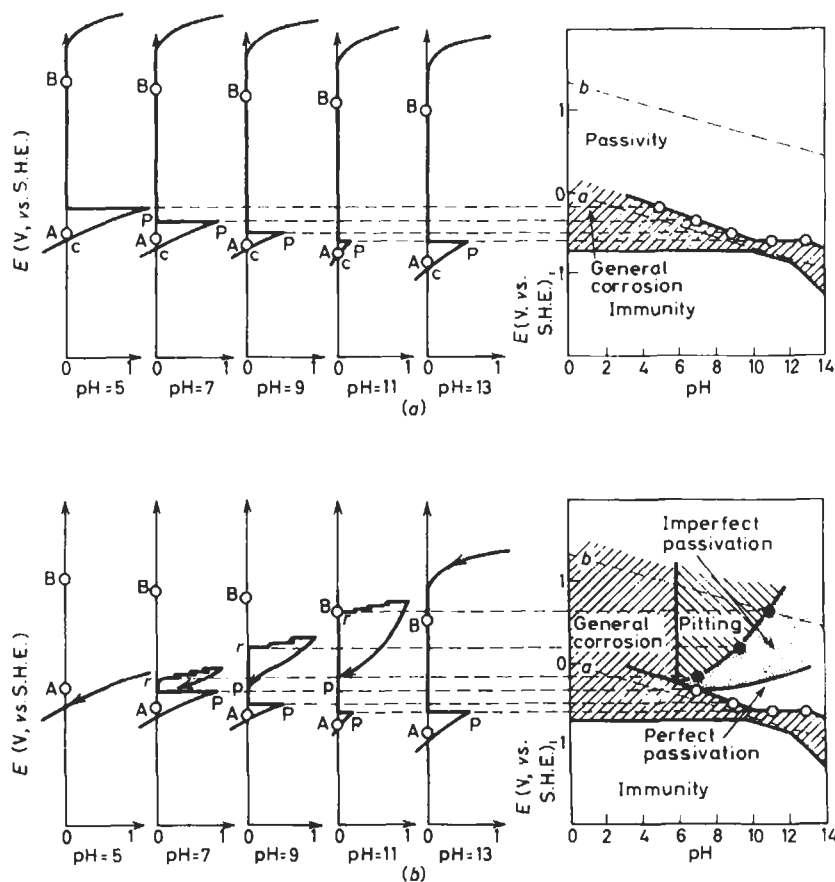 E (V, vs. S.H.E.)
B
A
c
0
1
pH=5
B
P
A
c
0
1
pH=7
B
A
P
c
0
1
pH=9
B
A
P
c
0
1
pH=11
B
A
P
c
0
1
pH=13
b
1
Passivity
0
a
General
corrosion
1
Immunity
E(V. vs.
S.H.E.)
0 2 4 6 8 10 12 14
pH
(a)
E (V, vs. S.H.E.)
B
A
0
1
pH=5
B
r
A
P
0
1
pH=7
B
r
p
A
P
0
1
pH=9
B
r
p
A
P
0
1
pH=11
B
A
P
0
1
pH=13
Imperfect
passivation
b
1
General
corrosion
Pitting
0
a
1
Perfect
passivation
E (V, vs.
S.H.E.)
Immunity
0 2 4 6 8 10 12 14
pH
(b)